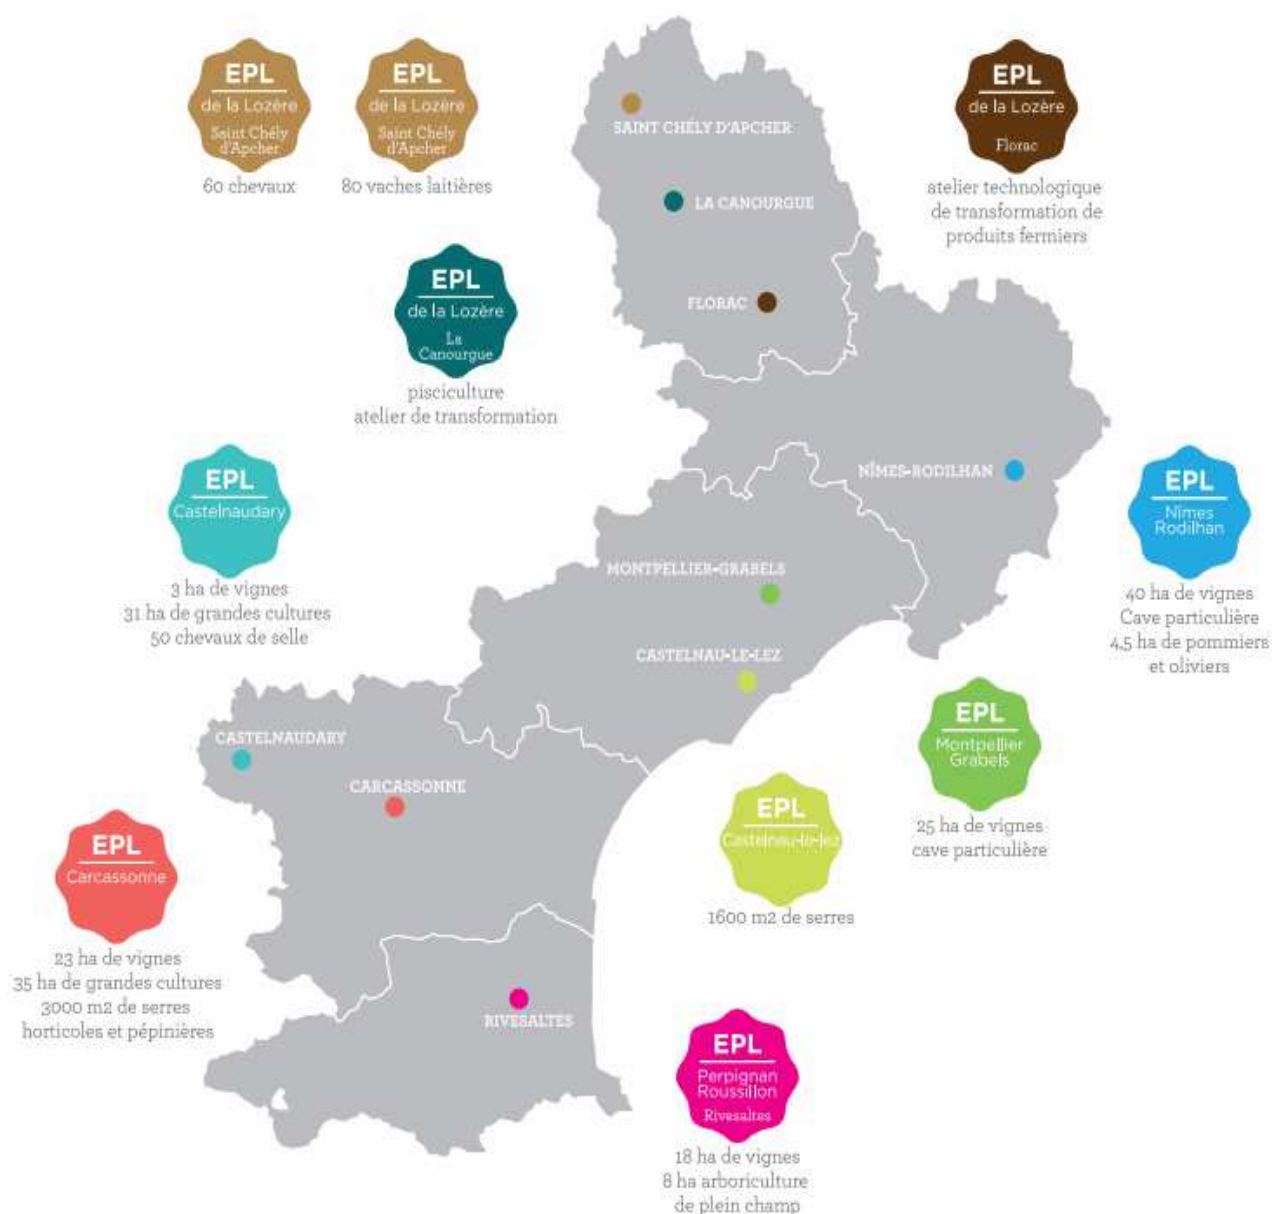 EPL
de la Lozère
Saint Chély
d'Apcher
60 chevaux
EPL
de la Lozère
Saint Chély
d'Apcher
80 vaches laitières
EPL
de la Lozère
Florac
atelier technologique
de transformation de
produits fermiers
SAINT CHÉLY D'APCHER
LA CANOURGUE
FLORAC
EPL
de la Lozère
La
Canourgue
pisciculture
atelier de transformation
EPL
Castelnaudary
3 ha de vignes
31 ha de grandes cultures
50 chevaux de selle
NÎMES-RODILHAN
EPL
Nîmes
Rodilhan
40 ha de vignes
Cave particulière
4,5 ha de pommiers
et oliviers
MONTPELLIER-GRABELS
CASTELNAU-LE-LEZ
EPL
Montpellier
Grabels
25 ha de vignes
cave particulière
CASTELNAUDARY
CARCASSONNE
EPL
Castelnau-le-lez
1600 m2 de serres
EPL
Carcassonne
23 ha de vignes
35 ha de grandes cultures
3000 m2 de serres
horticoles et pépinières
RIVESALTES
EPL
Perpignan
Roussillon
Rivesaltes
18 ha de vignes
8 ha arboriculture
de plein champ